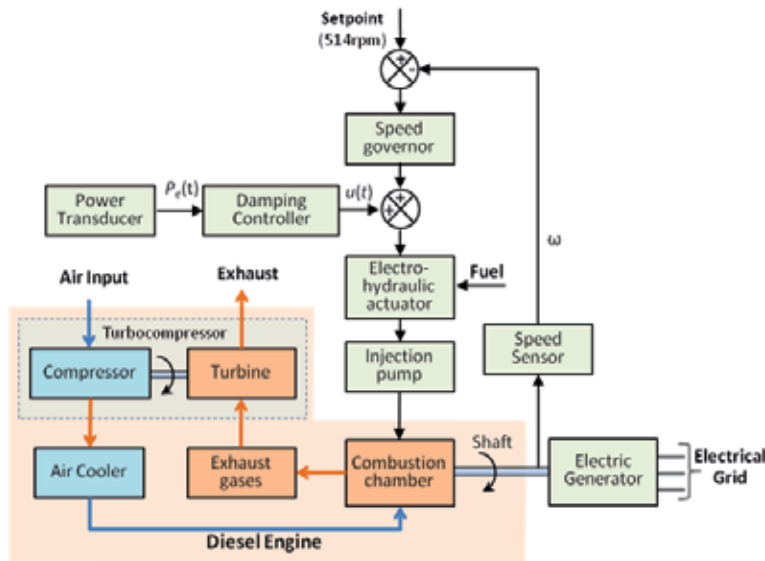 Setpoint
(514rpm)
+
-
Speed
governor
Power
Transducer
Pe(t)
Damping
Controller
u(t)
+
+
ω
Electro-
hydraulic
actuator
Fuel
Air Input
Exhaust
Turbocompressor
Compressor
Turbine
Injection
pump
Speed
Sensor
Air Cooler
Exhaust
gases
Combustion
chamber
Shaft
Electric
Generator
Electrical
Grid
Diesel Engine